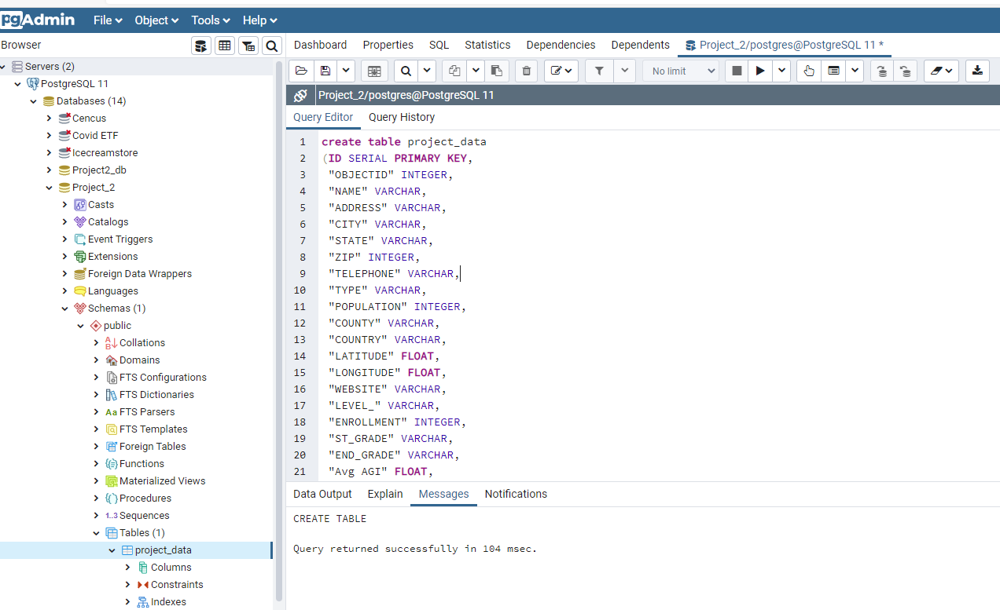 pgAdmin File Object Tools Help
Browser
Dashboard Properties SQL Statistics Dependencies Dependents Project_2/postgres@PostgreSQL 11 *
No limit
Project_2/postgres@PostgreSQL 11
Query Editor Query History
Servers (2)
PostgreSQL 11
Databases (14)
Cencus
Covid ETF
Icecreamstore
Project2_db
Project_2
Casts
Catalogs
Event Triggers
Extensions
Foreign Data Wrappers
Languages
Schemas (1)
public
Collations
Domains
FTS Configurations
FTS Dictionaries
Aa FTS Parsers
FTS Templates
Foreign Tables
Functions
Materialized Views
Procedures
1..3 Sequences
Tables (1)
project_data
Columns
Constraints
Indexes
1 create table project_data
2 (ID SERIAL PRIMARY KEY,
3 "OBJECTID" INTEGER,
4 "NAME" VARCHAR,
5 "ADDRESS" VARCHAR,
6 "CITY" VARCHAR,
7 "STATE" VARCHAR,
8 "ZIP" INTEGER,
9 "TELEPHONE" VARCHAR,
10 "TYPE" VARCHAR,
11 "POPULATION" INTEGER,
12 "COUNTY" VARCHAR,
13 "COUNTRY" VARCHAR,
14 "LATITUDE" FLOAT,
15 "LONGITUDE" FLOAT,
16 "WEBSITE" VARCHAR,
17 "LEVEL_" VARCHAR,
18 "ENROLLMENT" INTEGER,
19 "ST_GRADE" VARCHAR,
20 "END_GRADE" VARCHAR,
21 "Avg AGI" FLOAT,
Data Output Explain Messages Notifications
CREATE TABLE
Query returned successfully in 104 msec.